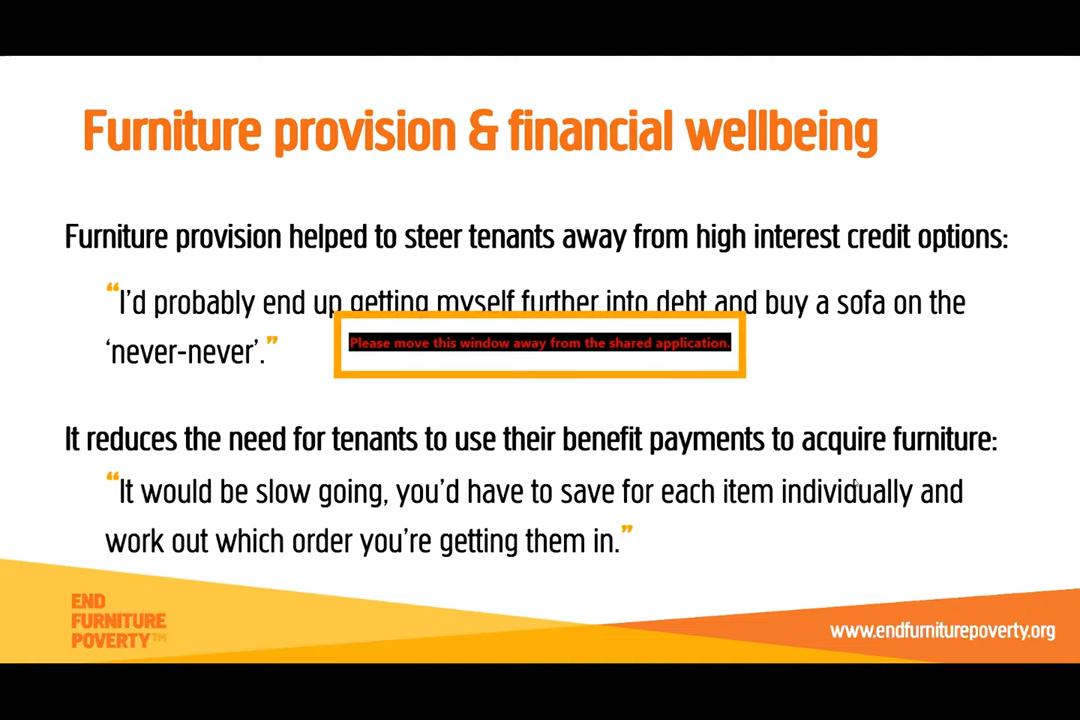 Furniture provision & financial wellbeing
Furniture provision helped to steer tenants away from high interest credit options:
“I’d probably end up getting myself further into debt and buy a sofa on the
‘never-never’.”
Please move this window away from the shared application.
It reduces the need for tenants to use their benefit payments to acquire furniture:
“It would be slow going, you’d have to save for each item individually and
work out which order you’re getting them in.”
END
FURNITURE
POVERTY™
www.endfurniturepoverty.org